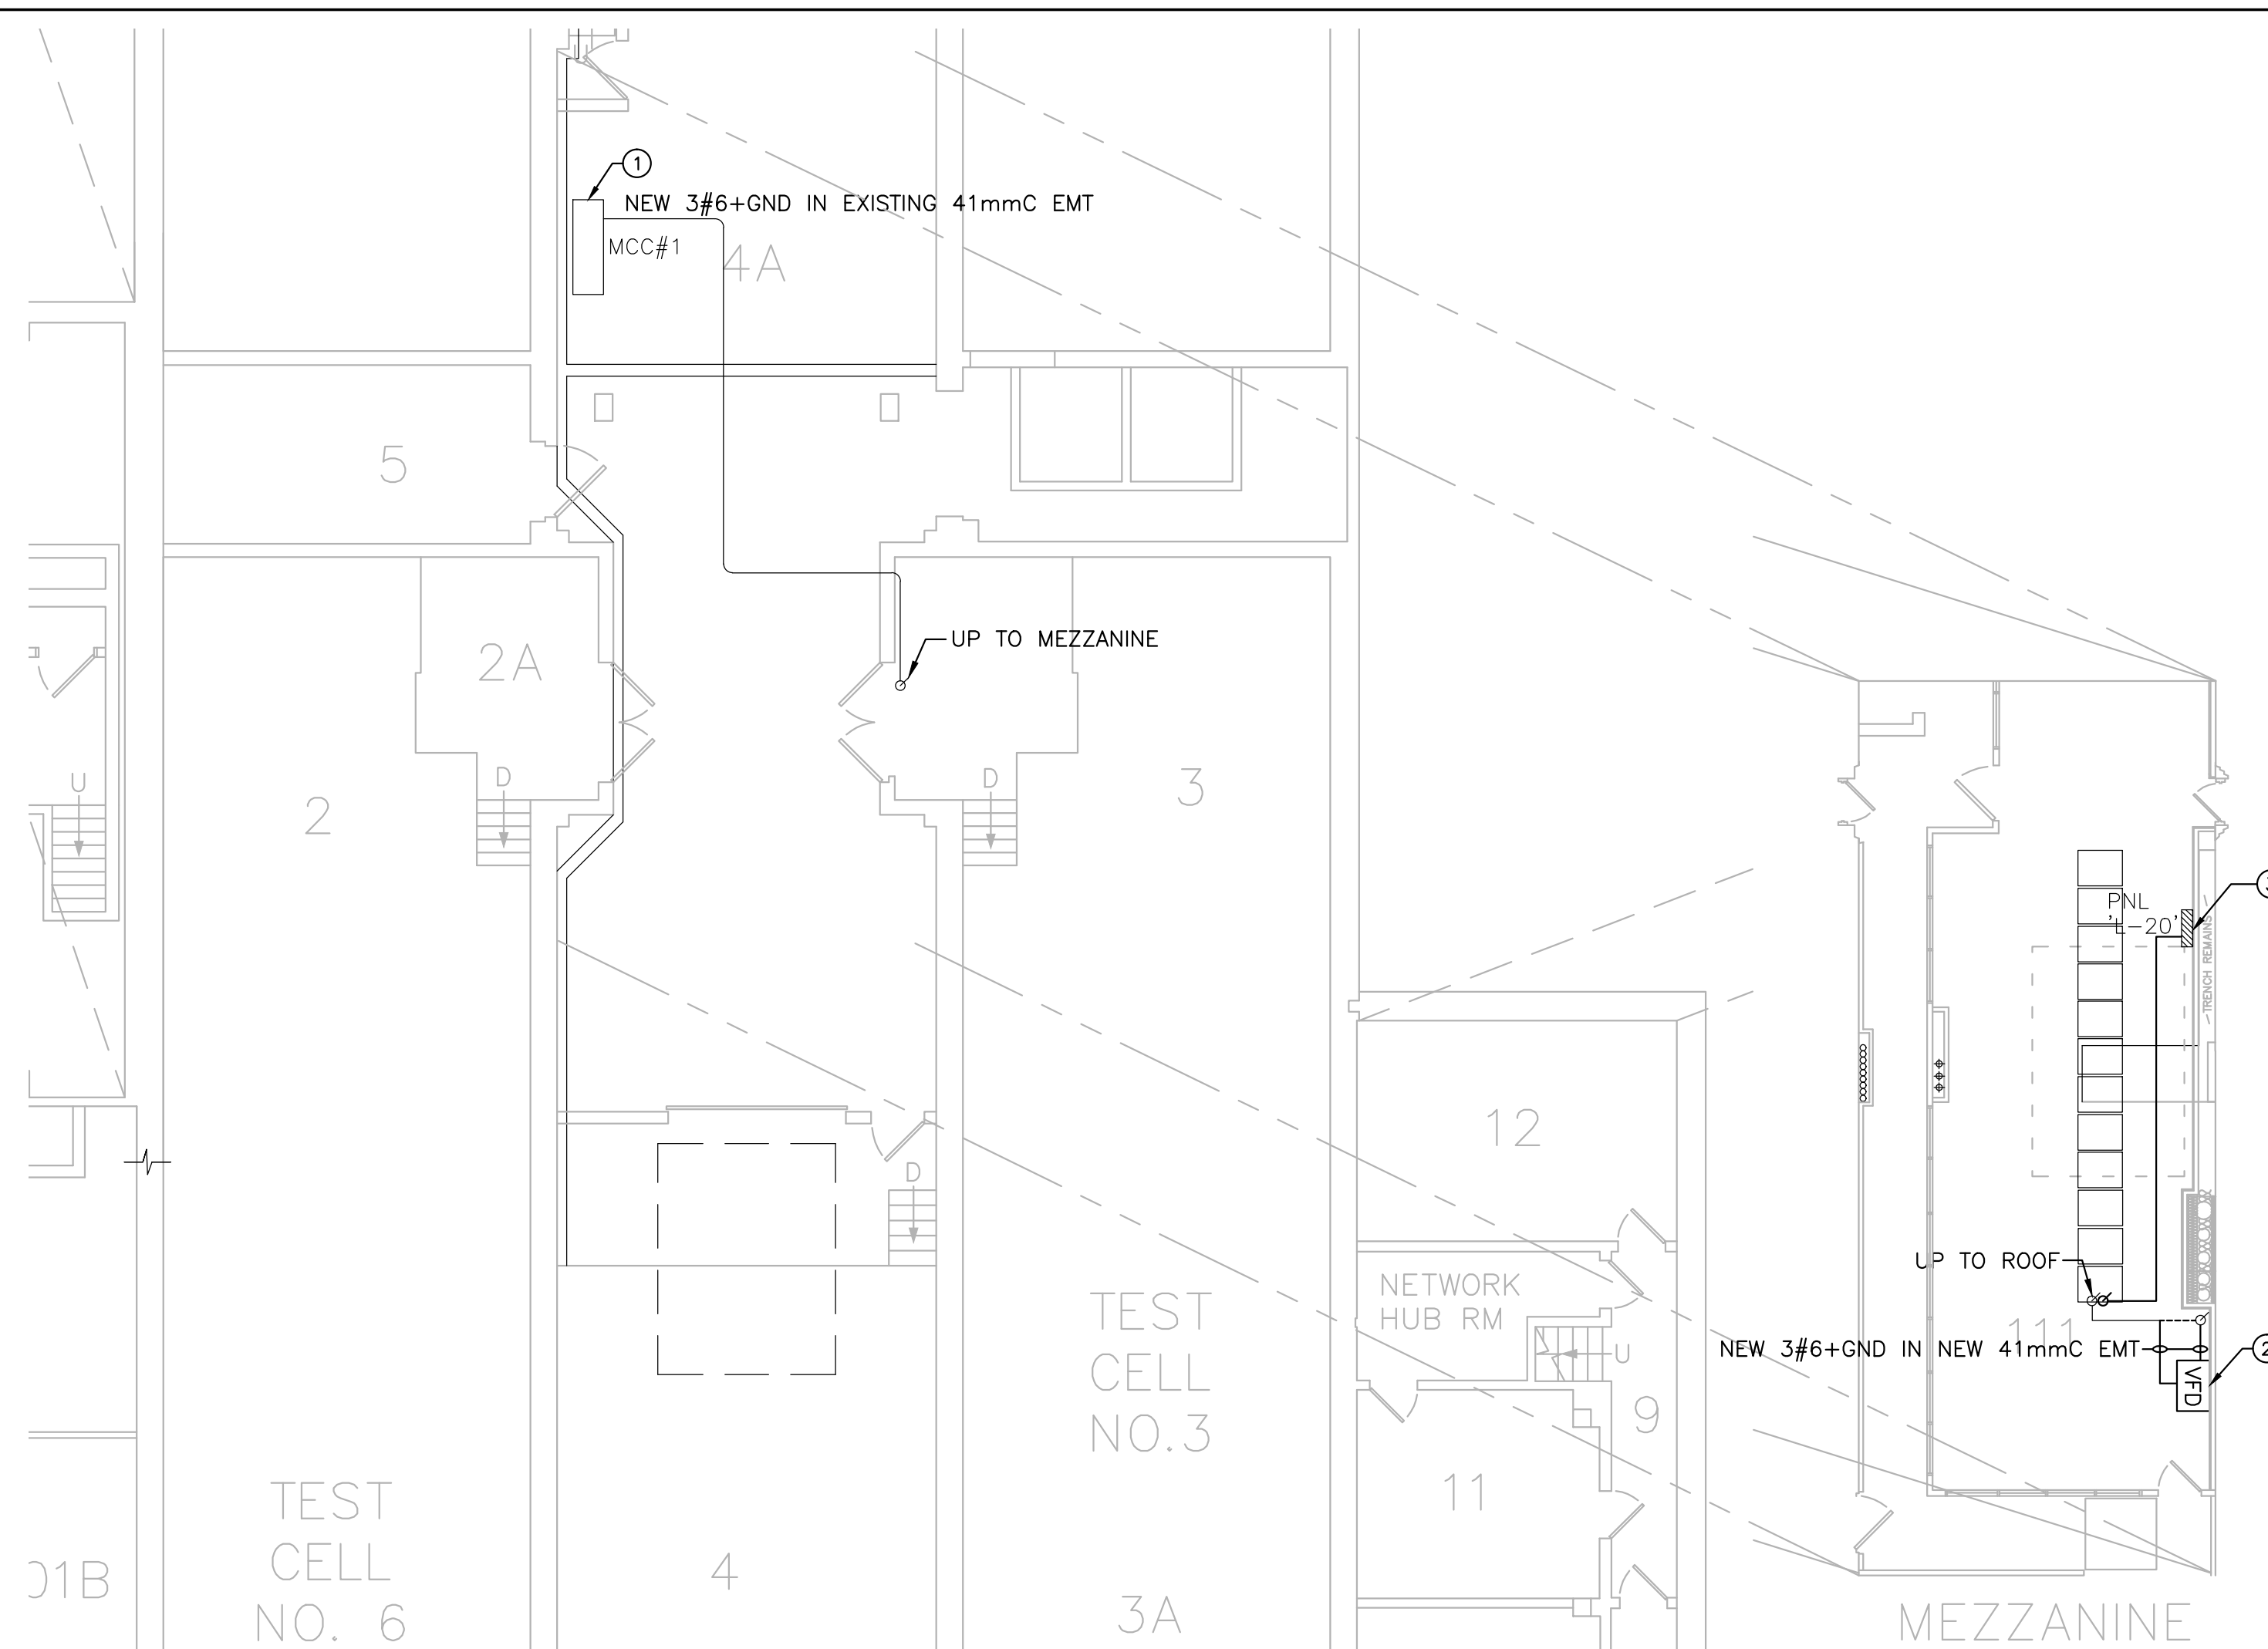 1
NEW 3#6+GND IN EXISTING 41mmC EMT
MCC#1
4A
5
UP TO MEZZANINE
2A
U
D
D
3
2
PNL
'L-20'
TRENCH REMAINS
12
D
UP TO ROOF
NETWORK
HUB RM
TEST
CELL
NO.3
111
NEW 3#6+GND IN NEW 41mmC EMT
U
2
VFD
9
11
TEST
CELL
NO. 6
01B
4
3A
MEZZANINE